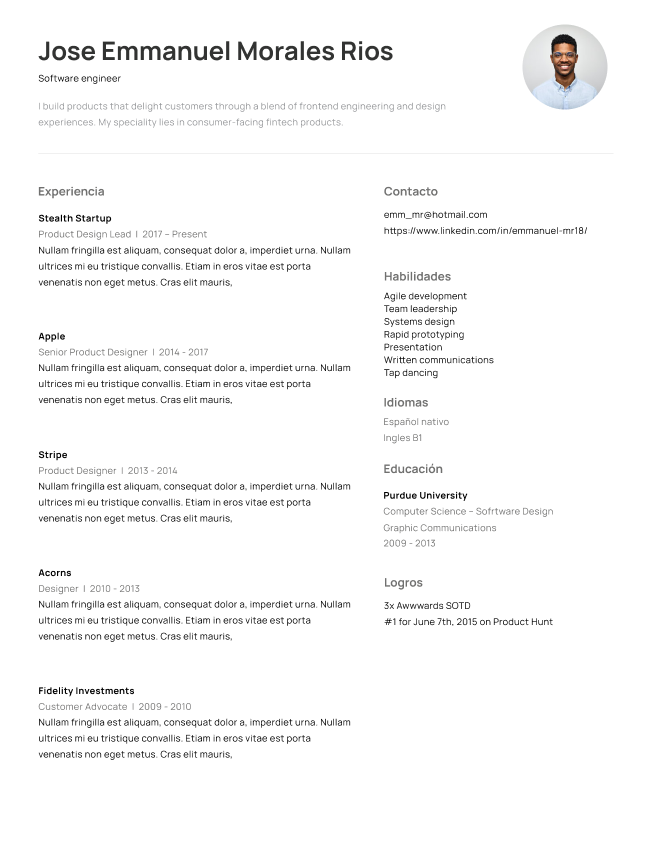 Jose Emmanuel Morales Rios
Software engineer
I build products that delight customers through a blend of frontend engineering and design
experiences. My speciality lies in consumer-facing fintech products.
Experiencia
Stealth Startup
Product Design Lead | 2017 – Present
Nullam fringilla est aliquam, consequat dolor a, imperdiet urna. Nullam
ultrices mi eu tristique convallis. Etiam in eros vitae est porta
venenatis non eget metus. Cras elit mauris,
Apple
Senior Product Designer | 2014 - 2017
Nullam fringilla est aliquam, consequat dolor a, imperdiet urna. Nullam
ultrices mi eu tristique convallis. Etiam in eros vitae est porta
venenatis non eget metus. Cras elit mauris,
Stripe
Product Designer | 2013 - 2014
Nullam fringilla est aliquam, consequat dolor a, imperdiet urna. Nullam
ultrices mi eu tristique convallis. Etiam in eros vitae est porta
venenatis non eget metus. Cras elit mauris,
Acorns
Designer | 2010 - 2013
Nullam fringilla est aliquam, consequat dolor a, imperdiet urna. Nullam
ultrices mi eu tristique convallis. Etiam in eros vitae est porta
venenatis non eget metus. Cras elit mauris,
Fidelity Investments
Customer Advocate | 2009 - 2010
Nullam fringilla est aliquam, consequat dolor a, imperdiet urna. Nullam
ultrices mi eu tristique convallis. Etiam in eros vitae est porta
venenatis non eget metus. Cras elit mauris,
Contacto
emm_mr@hotmail.com
https://www.linkedin.com/in/emmanuel-mr18/
Habilidades
Agile development
Team leadership
Systems design
Rapid prototyping
Presentation
Written communications
Tap dancing
Idiomas
Español nativo
Ingles B1
Educación
Purdue University
Computer Science – Sofrtware Design
Graphic Communications
2009 - 2013
Logros
3x Awwwards SOTD
#1 for June 7th, 2015 on Product Hunt